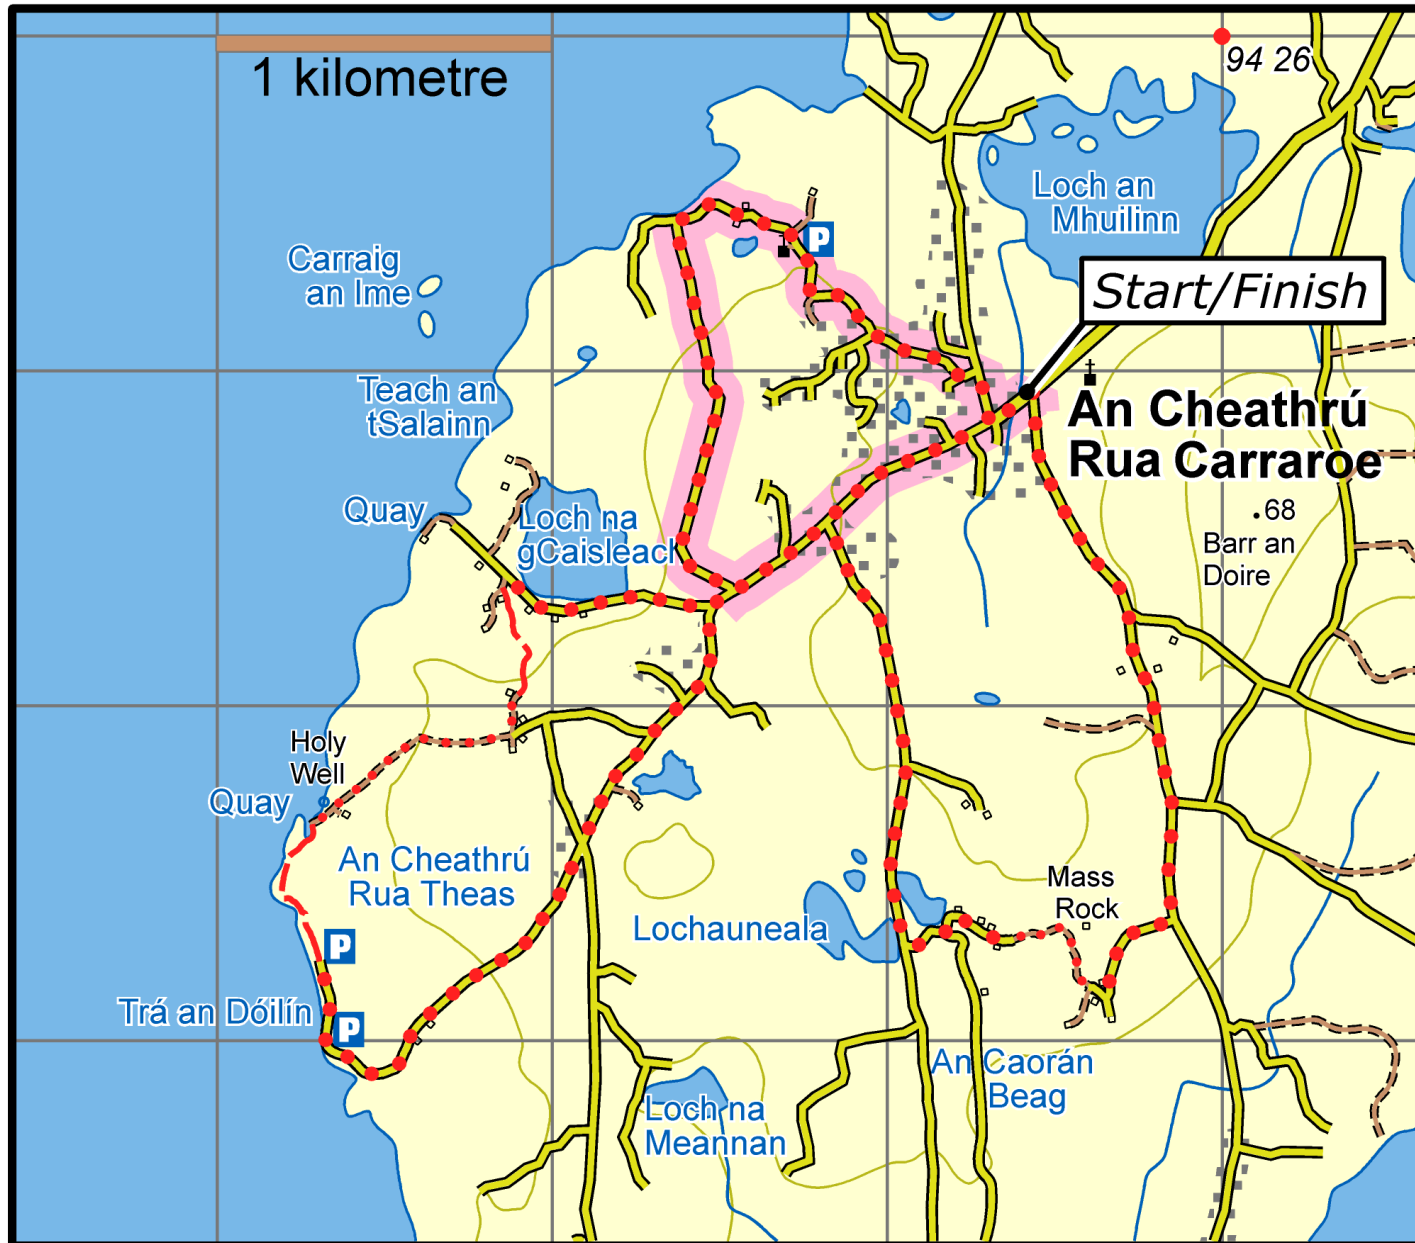 1 kilometre
94 26
Loch an
Mhuilinn
P
Carraig
an Ime
Start/Finish
Teach an
tSalainn
An Cheathrú
Rua Carraroe
Quay
Loch na
gCaisleach
.68
Barr an
Doire
Holy
Well
Quay
An Cheathrú
Rua Theas
Mass
Rock
Lochauneala
P
Trá an Dóilín
P
An Caorán
Beag
Loch na
Meannan